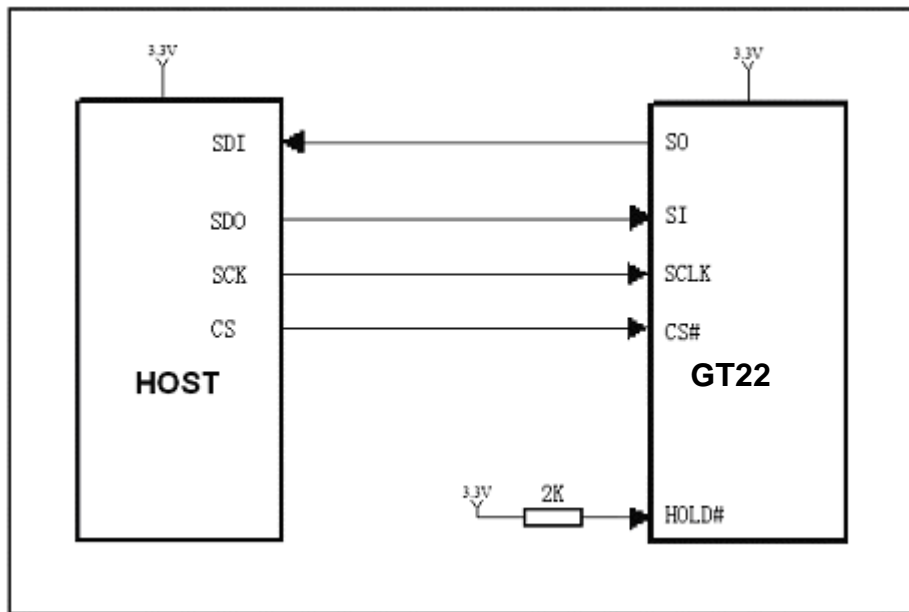 3.3V
3.3V
SDI
SO
SDO
SI
SCK
SCLK
CS
CS#
HOST
GT22
3.3V
2K
HOLD#